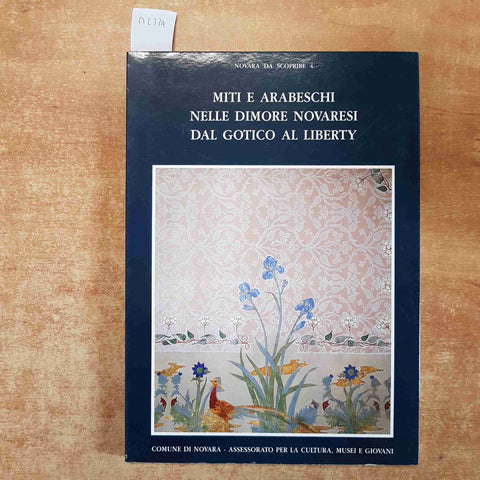 NOVARA DA SCOPRIRE 4
MITI E ARABESCHI
NELLE DIMORE NOVARESI
DAL GOTICO AL LIBERTY
COMUNE DI NOVARA - ASSESSORATO PER LA CULTURA, MUSEI E GIOVANI